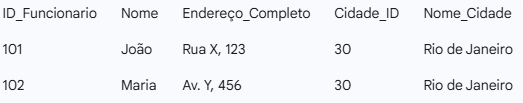 ID_Funcionario Nome Endereço_Completo Cidade_ID Nome_Cidade
101 João Rua X, 123 30 Rio de Janeiro
102 Maria Av. Y, 456 30 Rio de Janeiro